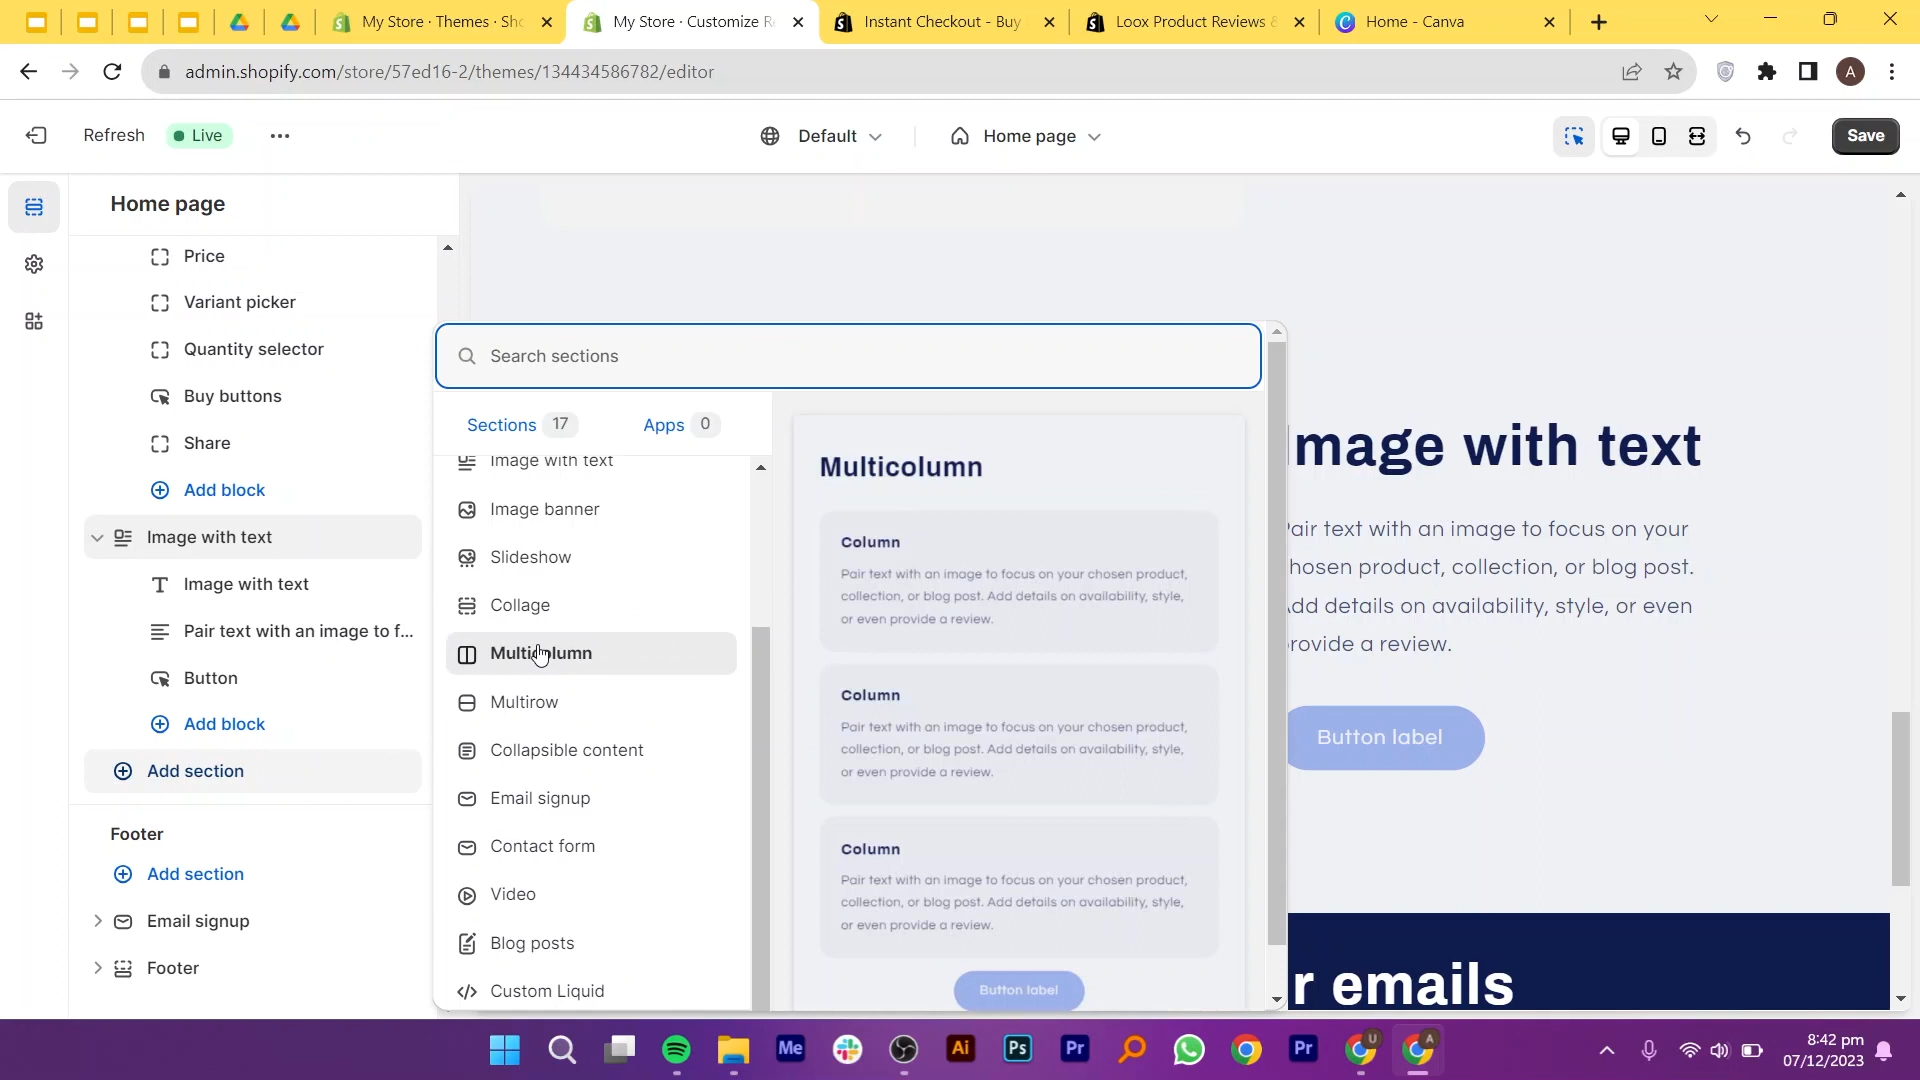 My Store · Themes · Sho
My Store · Customize R
Instant Checkout - Buy
Loox Product Reviews &
Home - Canva
admin.shopify.com/store/57ed16-2/themes/134434586782/editor
A
Refresh
Live
Default
Home page
Save
Home page
Price
Variant picker
Quantity selector
Buy buttons
Share
Add block
Image with text
Image with text
Pair text with an image to f...
Button
Add block
Add section
Footer
Add section
Email signup
Footer
Search sections
Sections 17
Apps 0
Image with text
Image banner
Slideshow
Collage
Multicolumn
Multirow
Collapsible content
Email signup
Contact form
Video
Blog posts
Custom Liquid
Multicolumn
Column
Pair text with an image to focus on your chosen product,
collection, or blog post. Add details on availability, style,
or even provide a review.
Column
Pair text with an image to focus on your chosen product,
collection, or blog post. Add details on availability, style,
or even provide a review.
Column
Pair text with an image to focus on your chosen product,
collection, or blog post. Add details on availability, style,
or even provide a review.
Button label
Image with text
Pair text with an image to focus on your
chosen product, collection, or blog post.
Add details on availability, style, or even
provide a review.
Button label
r emails
Me
Ai
Ps
Pr
Pr
U
A
8:42 pm
07/12/2023